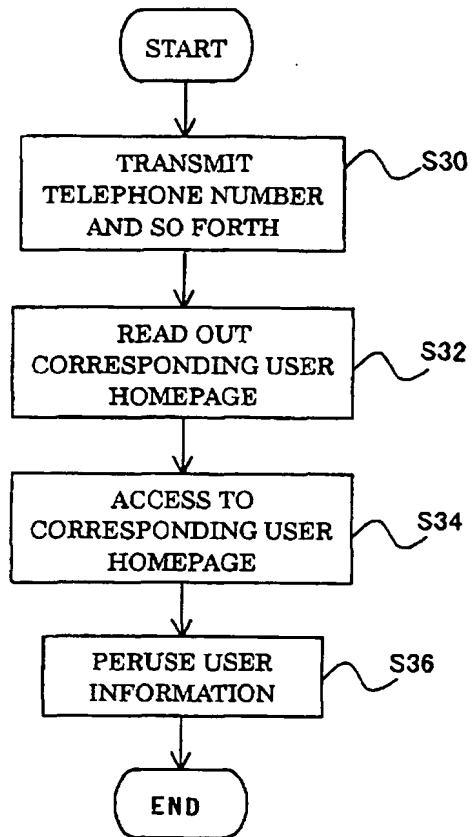 START
TRANSMIT
TELEPHONE NUMBER
AND SO FORTH
S30
READ OUT
CORRESPONDING USER
HOMEPAGE
S32
ACCESS TO
CORRESPONDING USER
HOMEPAGE
S34
PERUSE USER
INFORMATION
S36
END